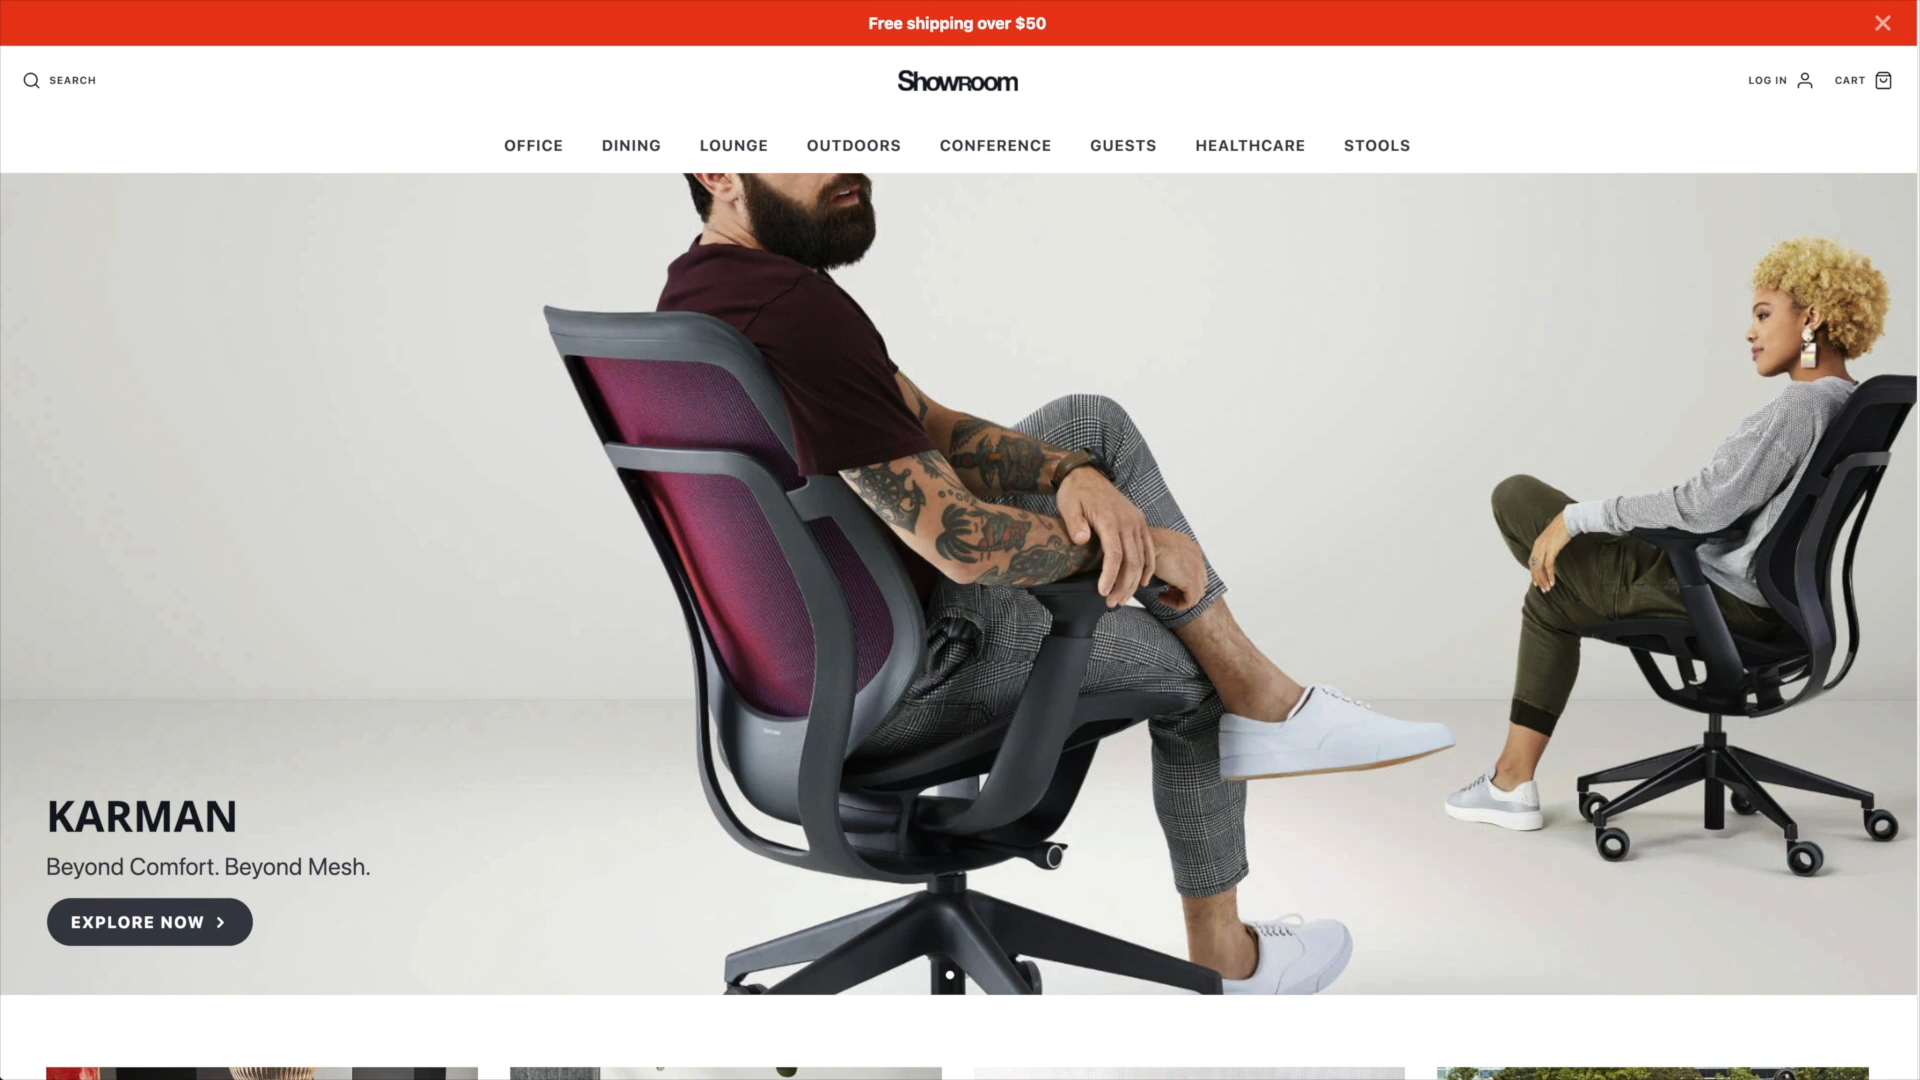 Free shipping over $50
SEARCH
Showroom
LOG IN
CART
OFFICE
DINING
LOUNGE
OUTDOORS
CONFERENCE
GUESTS
HEALTHCARE
STOOLS
KARMAN
Beyond Comfort. Beyond Mesh.
EXPLORE NOW